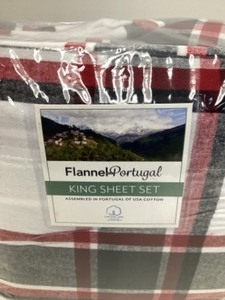 Flannel Portugal
KING SHEET SET
ASSEMBLED IN PORTUGAL OF USA COTTON